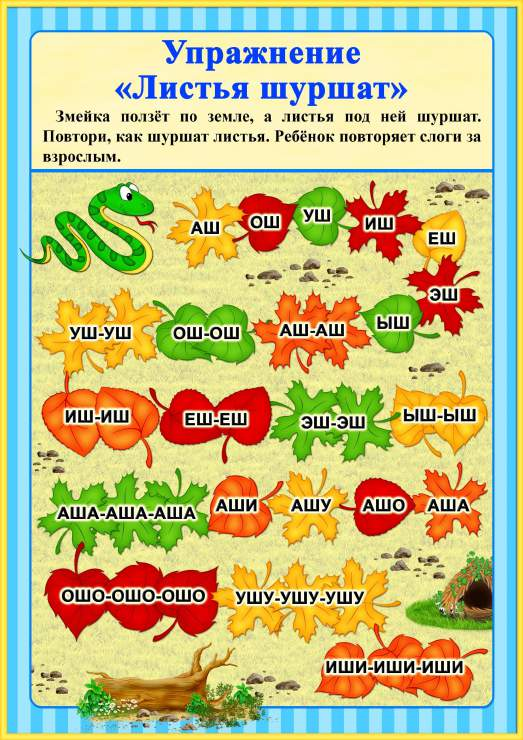 Упражнение
«Листья шуршат»
Змейка ползёт по земле, а листья под ней шуршат.
Повтори, как шуршат листья. Ребёнок повторяет слоги за
взрослым.
АШ ОШ УШ ИШ ЕШ
ЭШ
УШ-УШ ОШ-ОШ АШ-АШ ЫШ
ИШ-ИШ ЕШ-ЕШ ЭШ-ЭШ ЫШ-ЫШ
АША-АША-АША АШИ АШУ АШО АША
ОШО-ОШО-ОШО УШУ-УШУ-УШУ
ИШИ-ИШИ-ИШИ